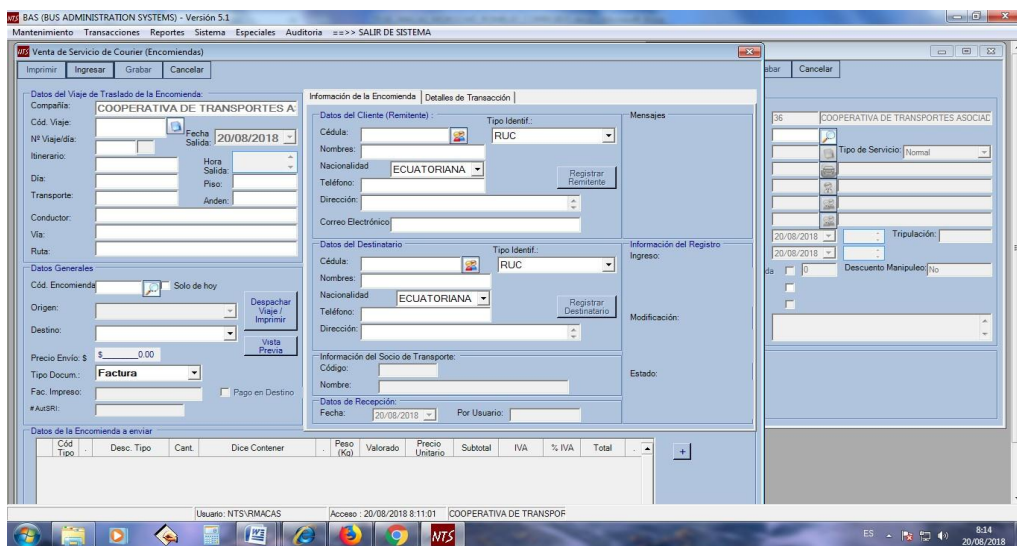 NTS BAS (BUS ADMINISTRATION SYSTEMS) - Versión 5.1
Mantenimiento Transacciones Reportes Sistema Especiales Auditoria ==>> SALIR DE SISTEMA
NTS Venta de Servicio de Courier (Encomiendas)
Imprimir Ingresar Grabar Cancelar
Datos del Viaje de Traslado de la Encomienda:
Compañia: COOPERATIVA DE TRANSPORTES A
Cód. Viaje:
Nº Viaje/día: Fecha Salida: 20/08/2018
Itinerario: Hora Salida:
Día: Piso:
Transporte: Anden:
Conductor:
Vía:
Ruta:
Datos Generales
Cód. Encomienda Solo de hoy
Origen: Despachar Viaje / Imprimir
Destino:
Vista Previa
Precio Envío: $ $______0.00
Tipo Docum.: Factura
Fac. Impreso: Pago en Destino
#AutSRI:
Información de la Encomienda Detalles de Transacción
Datos del Cliente (Remitente) :
Tipo Identif.:
Cédula: RUC
Nombres:
Nacionalidad ECUATORIANA
Registrar Remitente
Teléfono:
Dirección:
Correo Electrónico
Mensajes
Datos del Destinatario
Tipo Identif.:
Cédula: RUC
Nombres:
Nacionalidad ECUATORIANA
Registrar Destinatario
Teléfono:
Dirección:
Información del Registro
Ingreso:
Modificación:
Estado:
Información del Socio de Transporte:
Código:
Nombre:
Datos de Recepción:
Fecha: 20/08/2018 Por Usuario:
abar Cancelar
36 COOPERATIVA DE TRANSPORTES ASOCIAD
Tipo de Servicio: Normal
20/08/2018 Tripulación:
20/08/2018
da 0 Descuento Manipuleo: No
Datos de la Encomienda a enviar
Cód Tipo . Desc. Tipo Cant. Dice Contener . Peso (Kg) Valorado Precio Unitario Subtotal IVA % IVA Total .
+
Usuario: NTS\RMACAS Acceso : 20/08/2018 8:11:01 COOPERATIVA DE TRANSPOF
NTS ES 8:14
20/08/2018